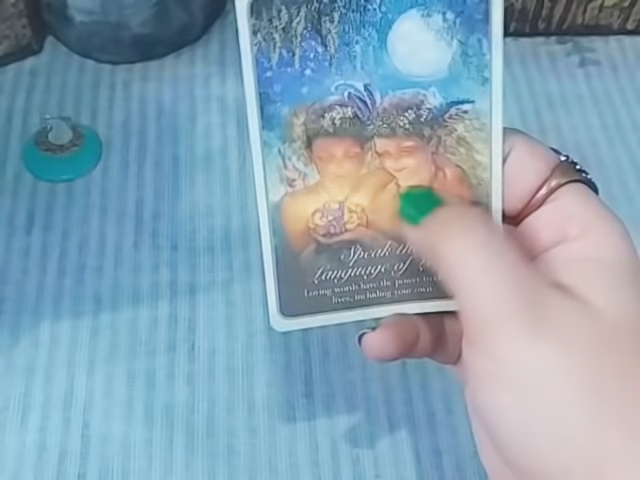 Speak the
Language of
Loving words have the power to
lives, including your own.